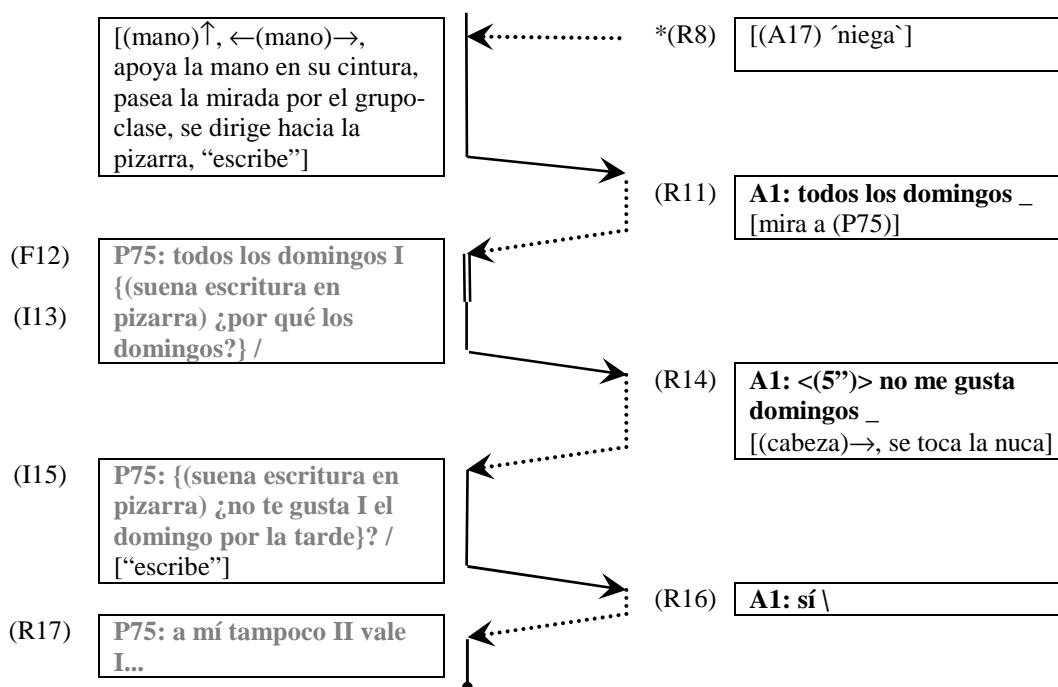 [(mano)↑, ←(mano)→,
apoya la mano en su cintura,
pasea la mirada por el grupo-
clase, se dirige hacia la
pizarra, “escribe”]
*(R8)
[(A17) ´niega`]
(R11)
A1: todos los domingos _
[mira a (P75)]
(F12)
(I13)
P75: todos los domingos I
{(suena escritura en
pizarra) ¿por qué los
domingos?} /
(R14)
A1: <(5”)> no me gusta
domingos _
[(cabeza)→, se toca la nuca]
(I15)
P75: {(suena escritura en
pizarra) ¿no te gusta I el
domingo por la tarde}? /
[“escribe”]
(R16)
A1: sí \
(R17)
P75: a mí tampoco II vale
I...